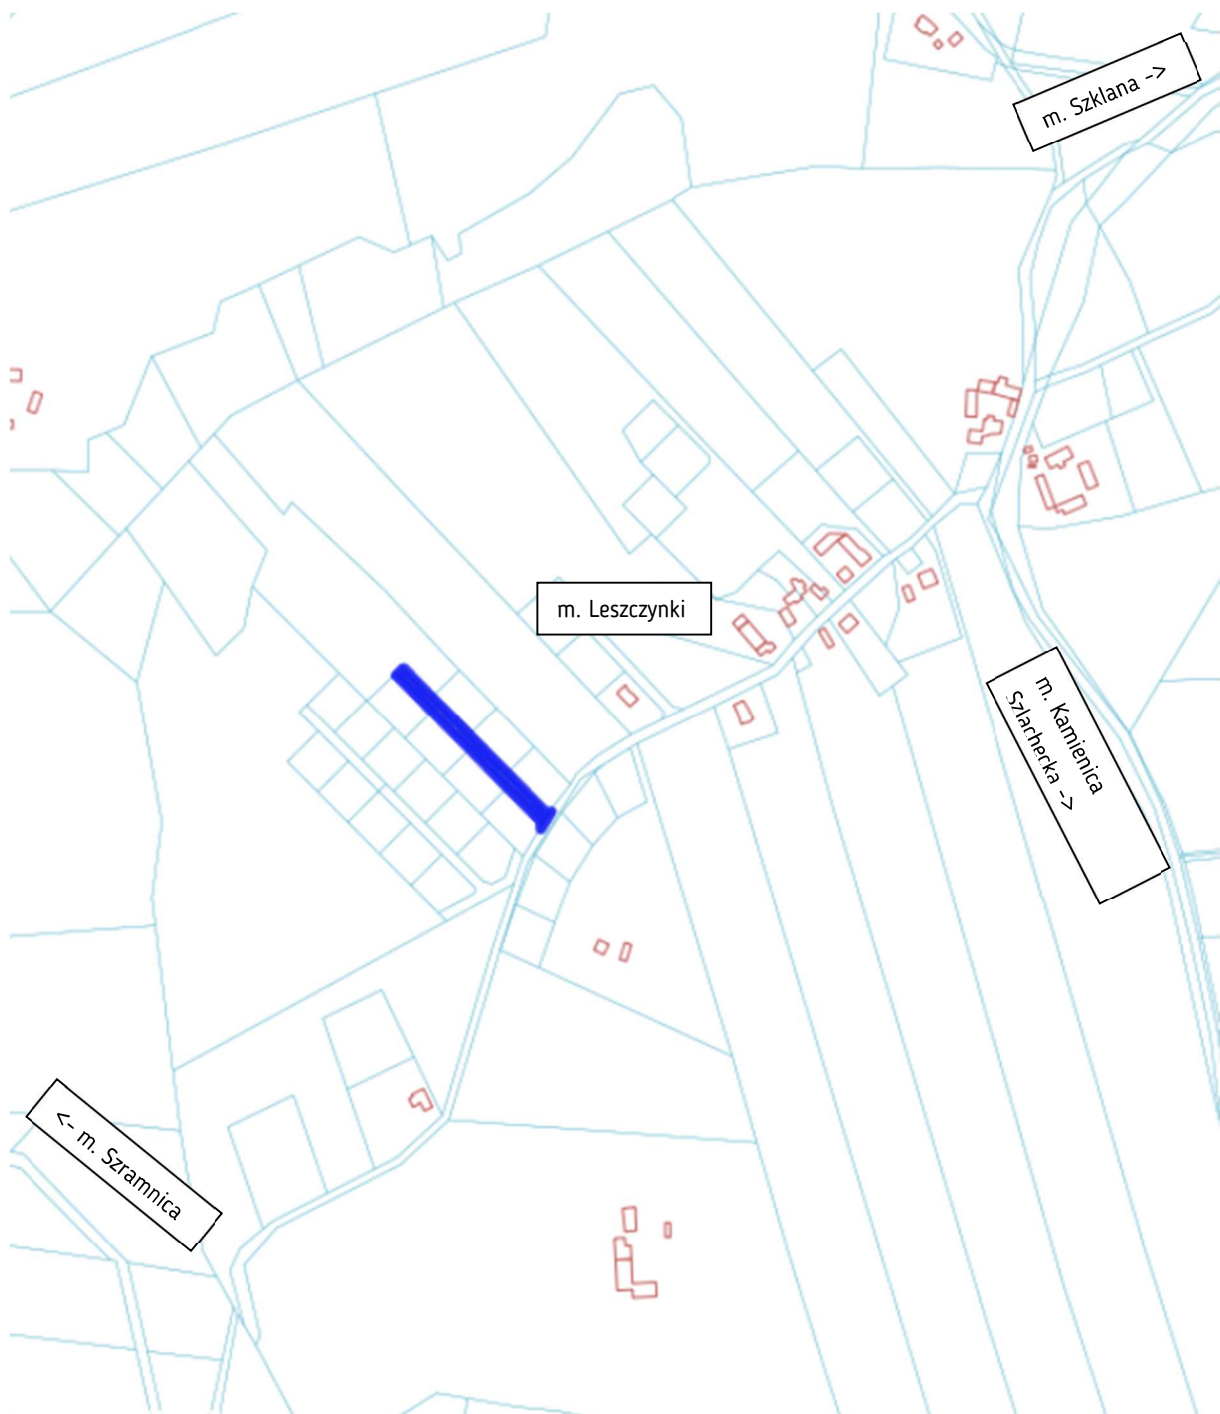 m. Szklana ->
m. Leszczynki
m. Kamienica
Szlachecka ->
<- m. Szramnica